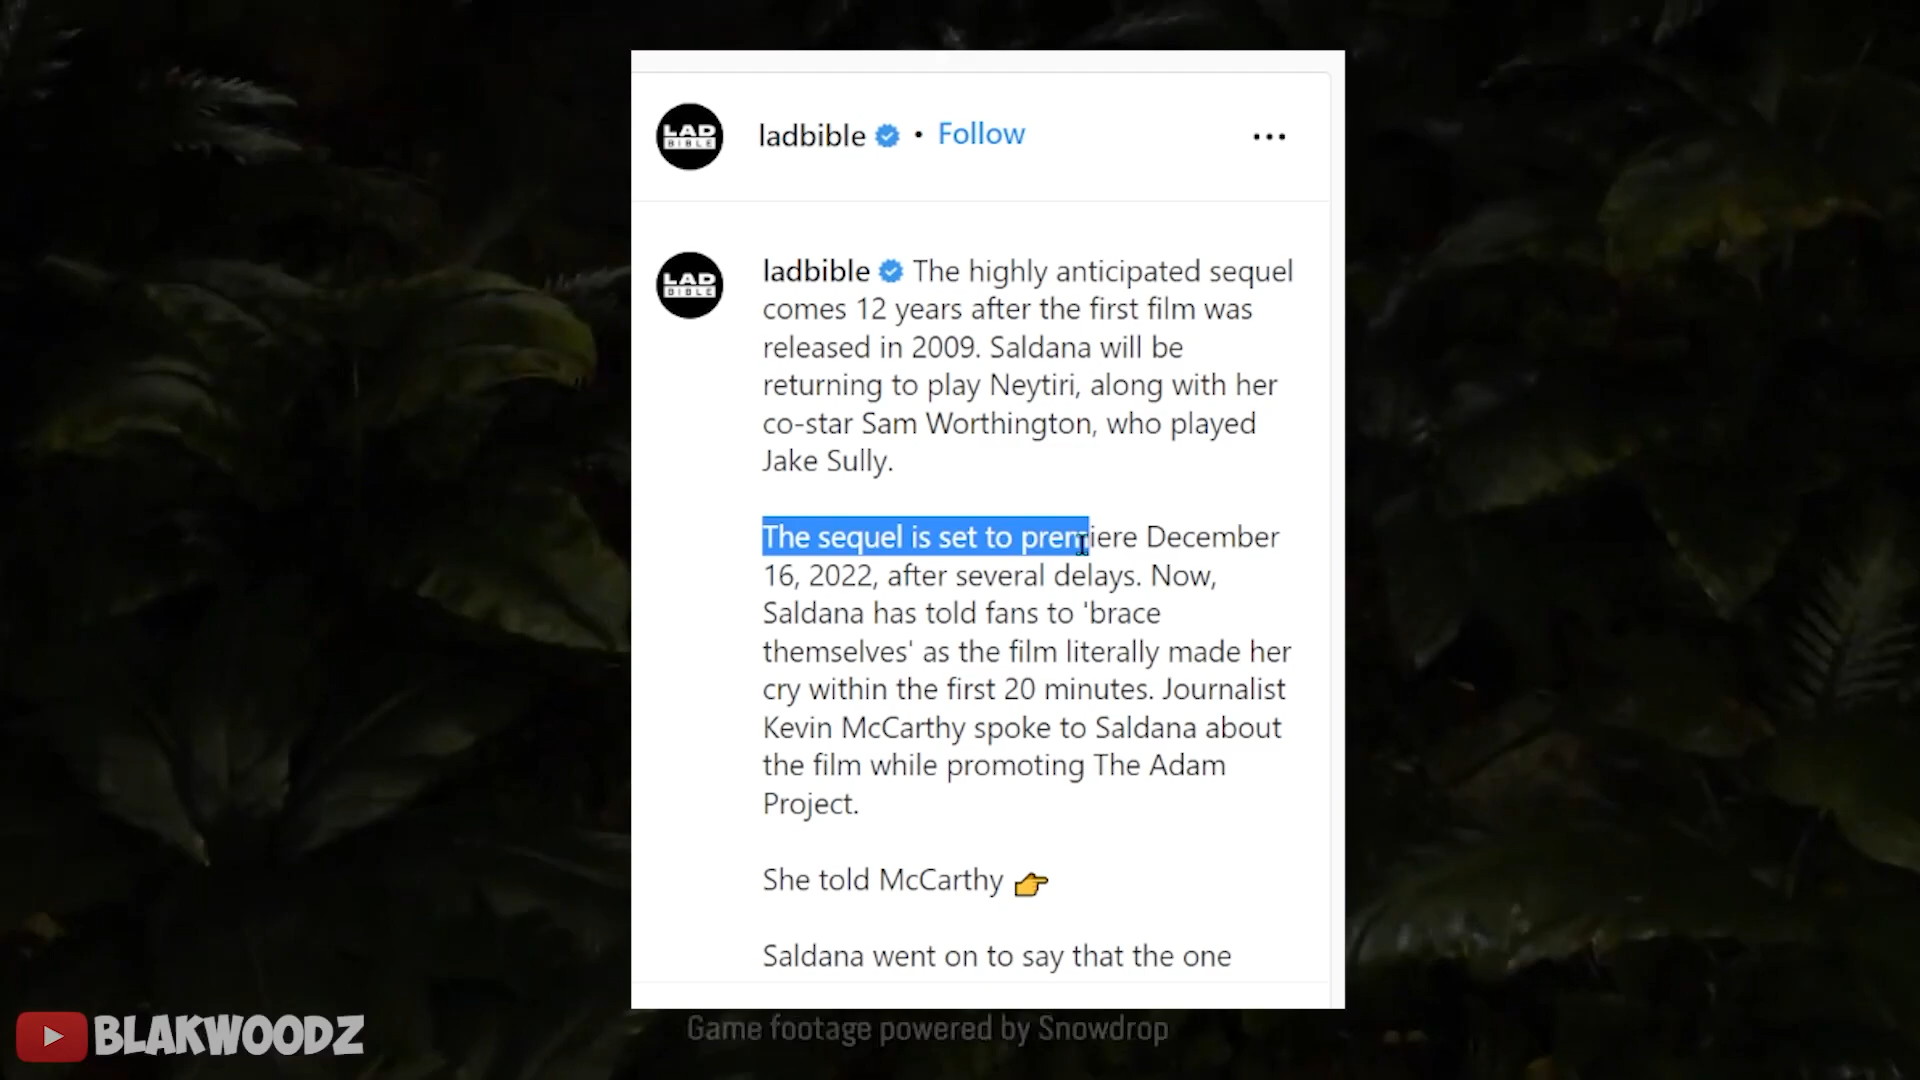 LAD
BIBLE
ladbible • Follow
LAD
BIBLE
ladbible The highly anticipated sequel
comes 12 years after the first film was
released in 2009. Saldana will be
returning to play Neytiri, along with her
co-star Sam Worthington, who played
Jake Sully.
The sequel is set to premiere December
16, 2022, after several delays. Now,
Saldana has told fans to 'brace
themselves' as the film literally made her
cry within the first 20 minutes. Journalist
Kevin McCarthy spoke to Saldana about
the film while promoting The Adam
Project.
She told McCarthy 👉
Saldana went on to say that the one
BLAKWOODZ
Game footage powered by Snowdrop